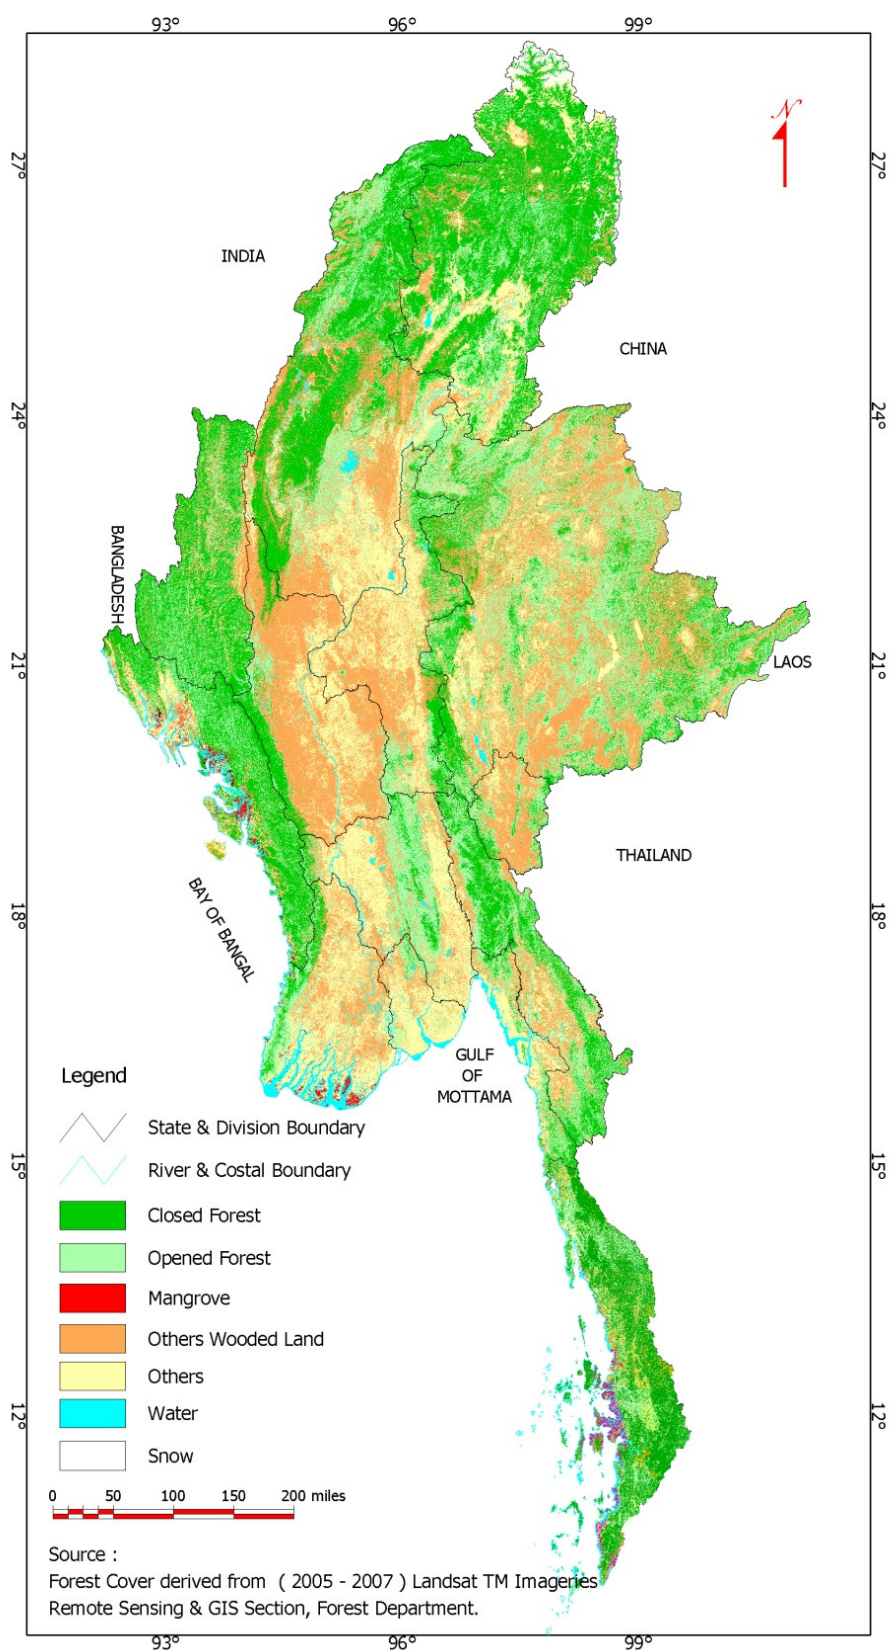 93° 96° 99°
N
27° 27°
INDIA
CHINA
24° 24°
BANGLADESH
21° 21°
LAOS
THAILAND
18° 18°
BAY OF BANGAL
GULF
OF
MOTTAMA
Legend
State & Division Boundary
15° 15°
River & Costal Boundary
Closed Forest
Opened Forest
Mangrove
Others Wooded Land
Others
12° 12°
Water
Snow
0 50 100 150 200 miles
Source :
Forest Cover derived from ( 2005 - 2007 ) Landsat TM Imageries
Remote Sensing & GIS Section, Forest Department.
93° 96° 99°